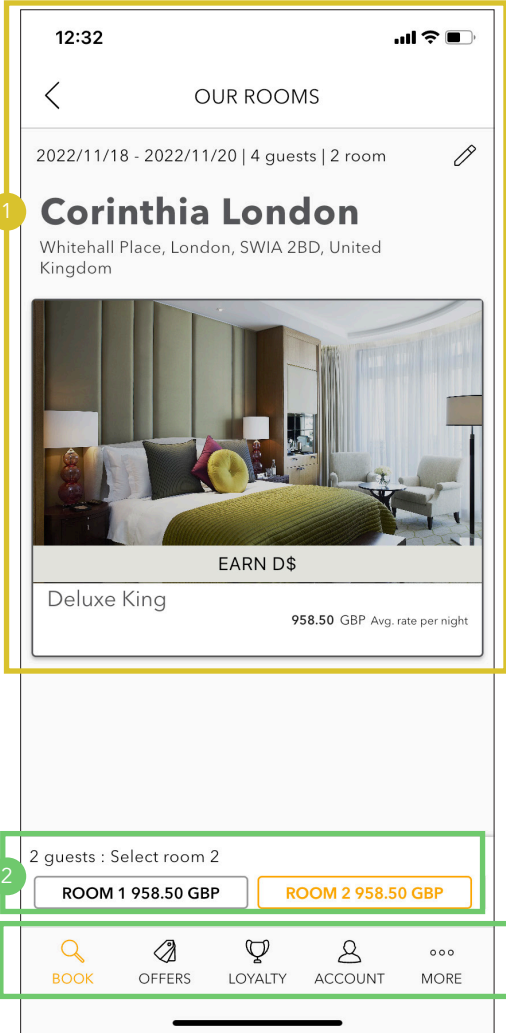 12:32
OUR ROOMS
2022/11/18 - 2022/11/20 | 4 guests | 2 room
1
Corinthia London
Whitehall Place, London, SWIA 2BD, United
Kingdom
EARN D$
Deluxe King
958.50 GBP Avg. rate per night
2 guests : Select room 2
2
ROOM 1 958.50 GBP
ROOM 2 958.50 GBP
BOOK
OFFERS
LOYALTY
ACCOUNT
MORE